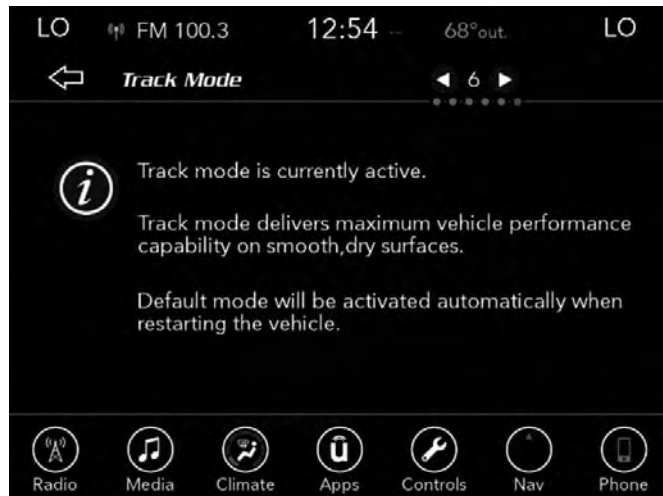 LO FM 100.3 12:54 -- 68°out. LO
Track Mode 6
Track mode is currently active.
Track mode delivers maximum vehicle performance
capability on smooth,dry surfaces.
Default mode will be activated automatically when
restarting the vehicle.
Radio Media Climate Apps Controls Nav Phone